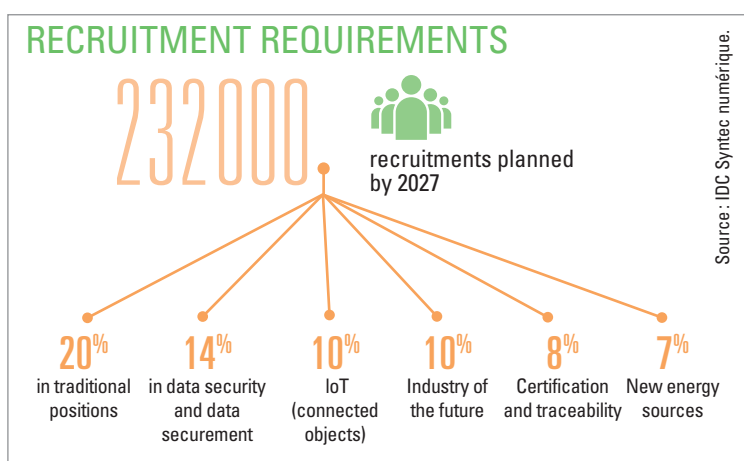 RECRUITMENT REQUIREMENTS
232 000
recruitments planned
by 2027
20%
in traditional
positions
14%
in data security
and data
securement
10%
IoT
(connected
objects)
10%
Industry of
the future
8%
Certification
and traceability
7%
New energy
sources
Source : IDC Syntec numérique.